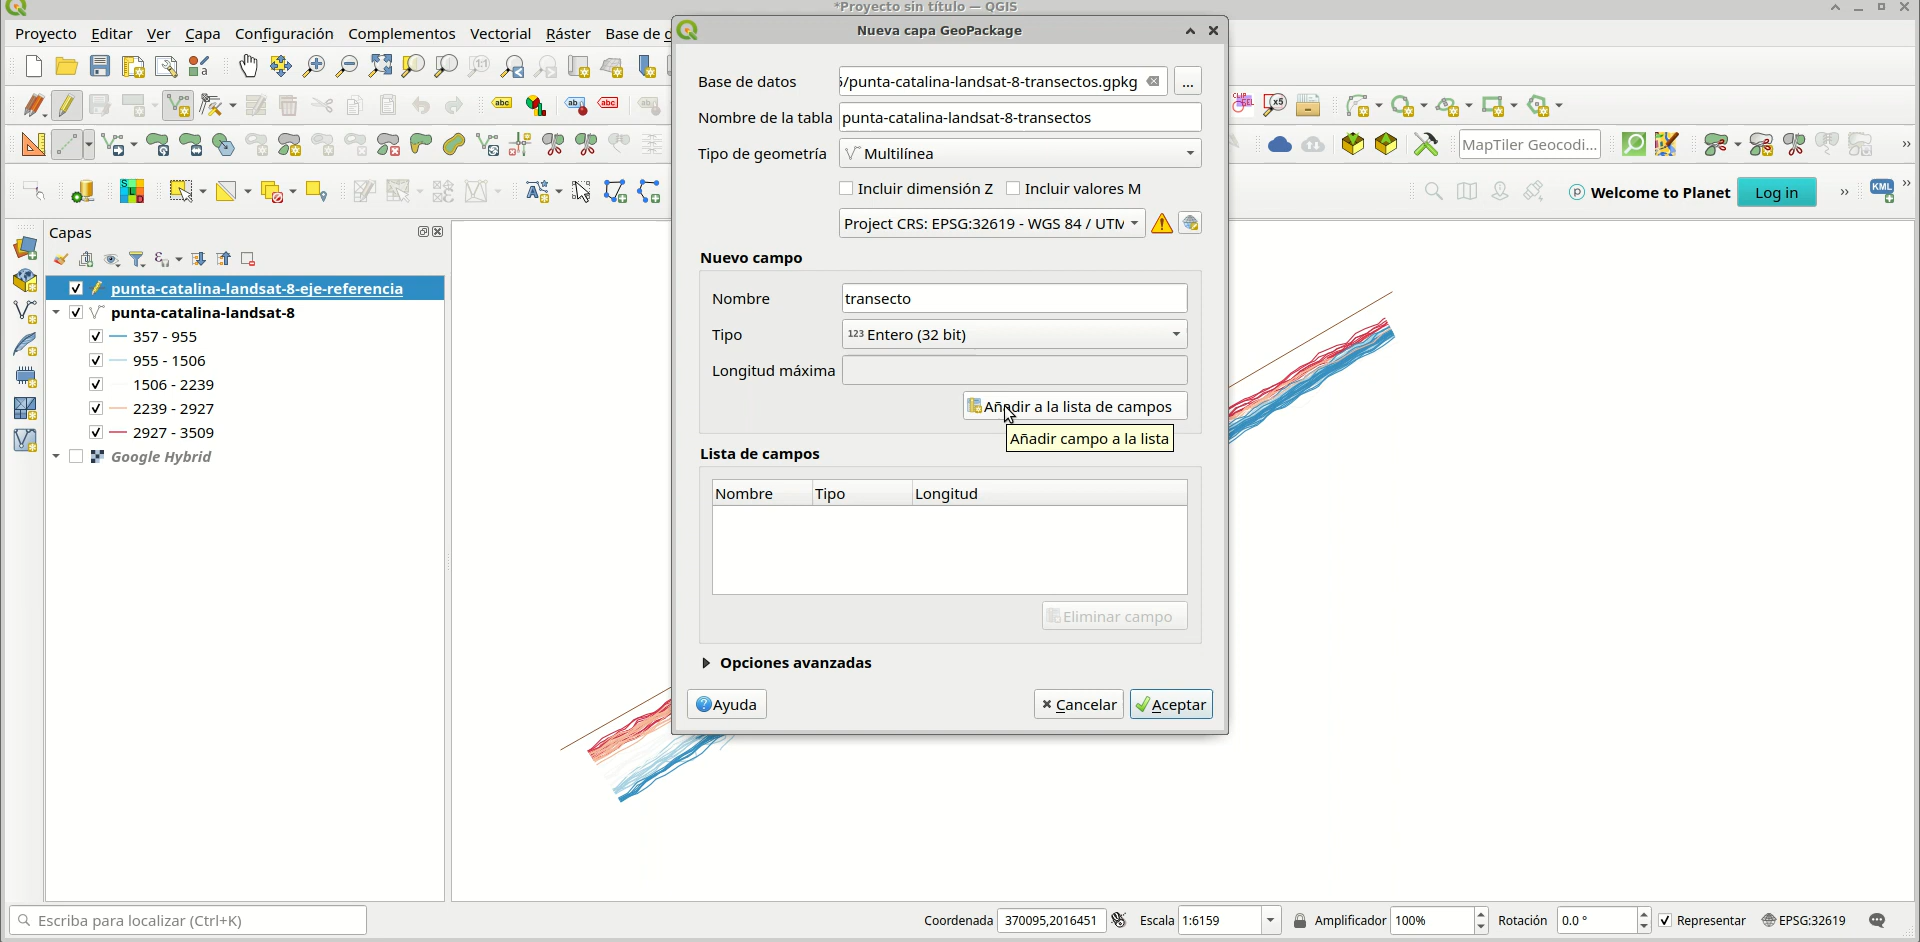 *Proyecto sin título — QGIS
Proyecto Editar Ver Capa Configuración Complementos Vectorial Ráster Base de d
Nueva capa GeoPackage
Base de datos /punta-catalina-landsat-8-transectos.gpkg ...
Nombre de la tabla punta-catalina-landsat-8-transectos
Tipo de geometría Multilínea
Incluir dimensión Z Incluir valores M
Project CRS: EPSG:32619 - WGS 84 / UTM
Nuevo campo
Nombre transecto
Tipo 123 Entero (32 bit)
Longitud máxima
Añadir a la lista de campos
Añadir campo a la lista
Lista de campos
Nombre Tipo Longitud
Eliminar campo
Opciones avanzadas
Ayuda Cancelar Aceptar
MapTiler Geocodi...
Welcome to Planet Log in
KML
Capas
punta-catalina-landsat-8-eje-referencia
punta-catalina-landsat-8
357 - 955
955 - 1506
1506 - 2239
2239 - 2927
2927 - 3509
Google Hybrid
Escriba para localizar (Ctrl+K)
Coordenada 370095,2016451 Escala 1:6159 Amplificador 100% Rotación 0.0 ° Representar EPSG:32619